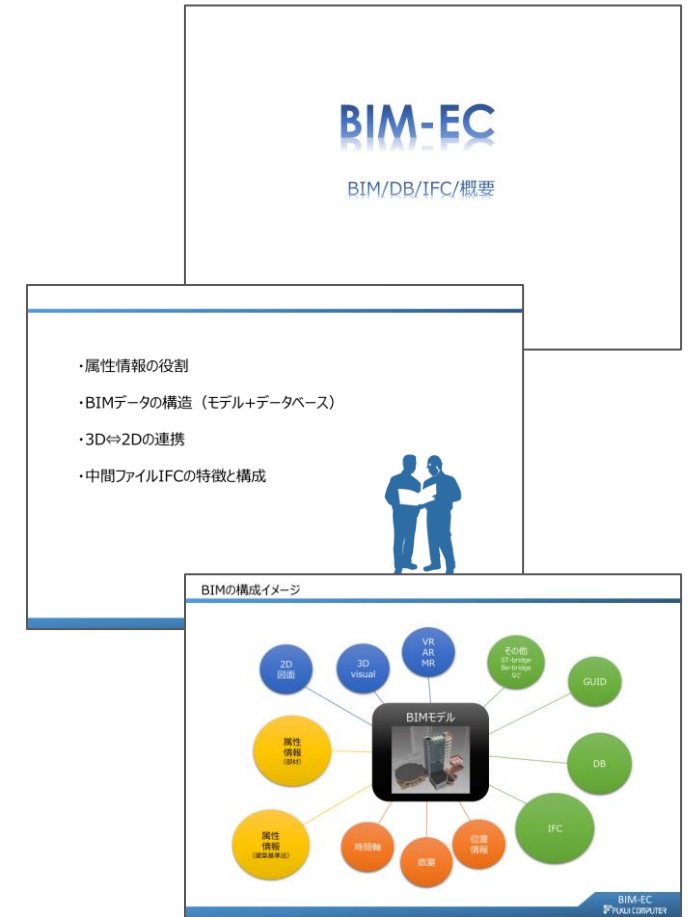 BIM-EC
BIM/DB/IFC/概要
・属性情報の役割
・BIMデータの構造（モデル+データベース）
・3D⇔2Dの連携
・中間ファイルIFCの特徴と構成
BIMの構成イメージ
2D
図面
3D
visual
VR
AR
MR
その他
ST-bridge
Be-bridge
など
GUID
BIMモデル
属性
情報
（部材）
DB
属性
情報
（建築基準法）
時間軸
数量
位置
情報
IFC
BIM-EC
FUKUI COMPUTER